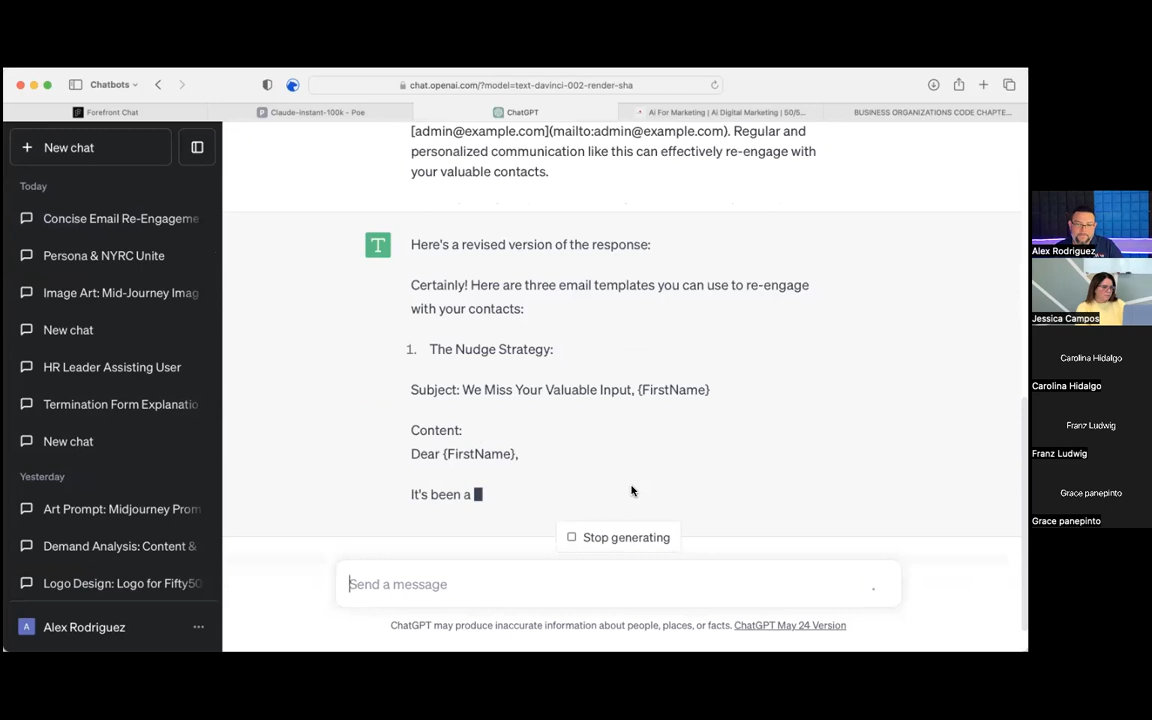 Chatbots
chat.openai.com/?model=text-davinci-002-render-sha
Forefront Chat
Claude-instant-100k - Poe
ChatGPT
Ai For Marketing | Ai Digital Marketing | 50/5...
BUSINESS ORGANIZATIONS CODE CHAPTE...
New chat
Today
Concise Email Re-Engageme
Persona & NYRC Unite
Image Art: Mid-Journey Imag
New chat
HR Leader Assisting User
Termination Form Explanatio
New chat
Yesterday
Art Prompt: Midjourney Prom
Demand Analysis: Content &
Logo Design: Logo for Fifty50
A Alex Rodriguez
[admin@example.com](mailto:admin@example.com). Regular and
personalized communication like this can effectively re-engage with
your valuable contacts.
Here's a revised version of the response:
Certainly! Here are three email templates you can use to re-engage
with your contacts:
1. The Nudge Strategy:
Subject: We Miss Your Valuable Input, {FirstName}
Content:
Dear {FirstName},
It's been a
Stop generating
Send a message
ChatGPT may produce inaccurate information about people, places, or facts. ChatGPT May 24 Version
Alex Rodriguez
Jessica Campos
Carolina Hidalgo
Carolina Hidalgo
Franz Ludwig
Franz Ludwig
Grace panepinto
Grace panepinto